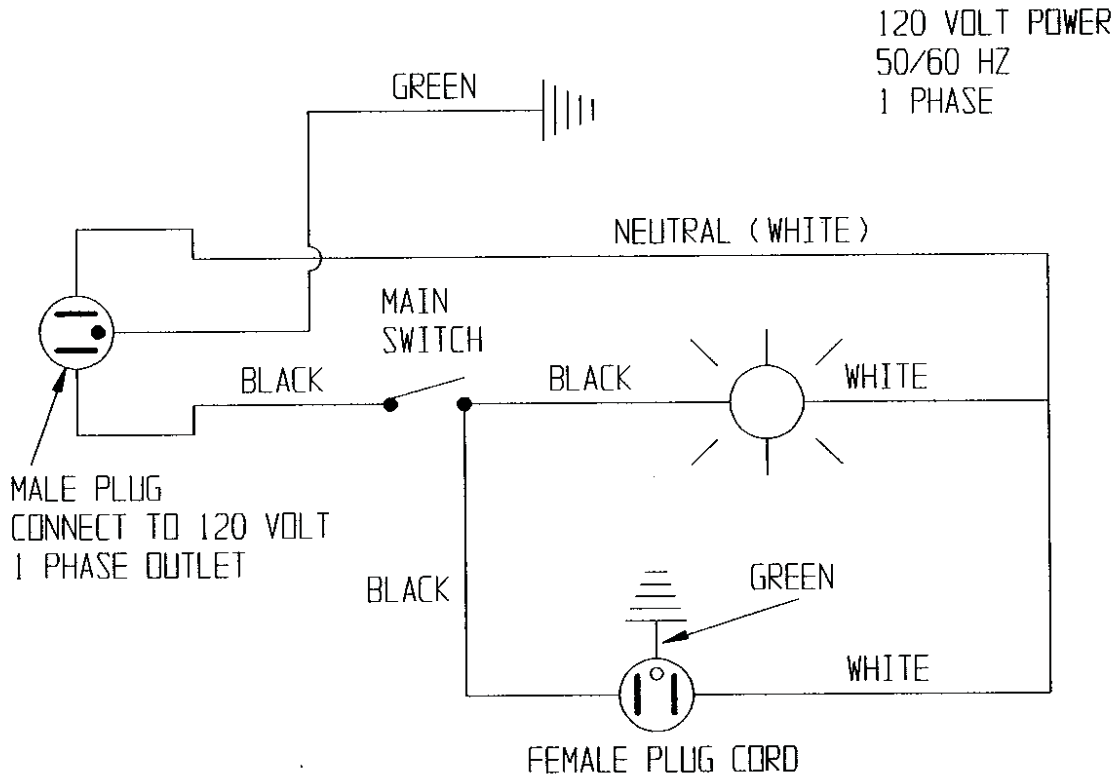 120 VOLT POWER
50/60 HZ
1 PHASE
GREEN
NEUTRAL (WHITE)
MAIN
SWITCH
BLACK
BLACK
WHITE
MALE PLUG
CONNECT TO 120 VOLT
1 PHASE OUTLET
BLACK
GREEN
WHITE
FEMALE PLUG CORD